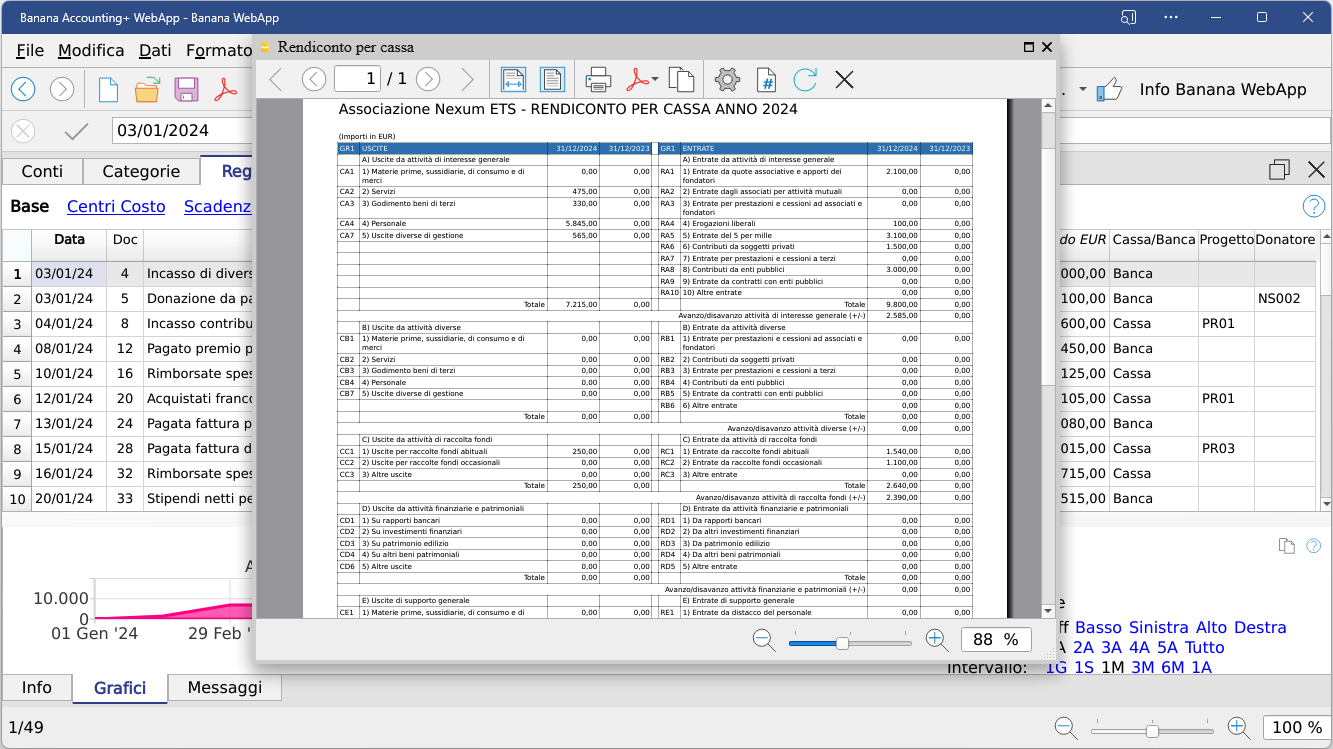 Banana Accounting+ WebApp - Banana WebApp
File Modifica Dati Formato
Rendiconto per cassa
1 / 1
Info Banana WebApp
03/01/2024
Conti Categorie Reg
Base Centri Costo Scadenz
Data Doc do EUR Cassa/Banca Progetto Donatore
1 03/01/24 4 Incasso di divers 000,00 Banca
2 03/01/24 5 Donazione da pa 100,00 Banca NS002
3 04/01/24 8 Incasso contribu 600,00 Cassa PR01
4 08/01/24 12 Pagato premio p 450,00 Banca
5 10/01/24 16 Rimborsate spes 125,00 Cassa
6 12/01/24 20 Acquistati franco 105,00 Cassa PR01
7 13/01/24 24 Pagata fattura p 080,00 Banca
8 15/01/24 28 Pagata fattura d 015,00 Cassa PR03
9 16/01/24 32 Rimborsate spes 715,00 Cassa
10 20/01/24 33 Stipendi netti pe 515,00 Banca
Associazione Nexum ETS - RENDICONTO PER CASSA ANNO 2024
(Importi in EUR)
GR1 USCITE 31/12/2024 31/12/2023 GR1 ENTRATE 31/12/2024 31/12/2023
A) Uscite da attività di interesse generale A) Entrate da attività di interesse generale
CA1 1) Materie prime, sussidiarie, di consumo e di 0,00 0,00 RA1 1) Entrate da quote associative e apporti dei 2.100,00 0,00
merci fondatori
CA2 2) Servizi 475,00 0,00 RA2 2) Entrate dagli associati per attività mutuali 0,00 0,00
CA3 3) Godimento beni di terzi 330,00 0,00 RA3 3) Entrate per prestazioni e cessioni ad associati e 0,00 0,00
fondatori
CA4 4) Personale 5.845,00 0,00 RA4 4) Erogazioni liberali 100,00 0,00
CA7 5) Uscite diverse di gestione 565,00 0,00 RA5 5) Entrate del 5 per mille 3.100,00 0,00
RA6 6) Contributi da soggetti privati 1.500,00 0,00
RA7 7) Entrate per prestazioni e cessioni a terzi 0,00 0,00
RA8 8) Contributi da enti pubblici 3.000,00 0,00
RA9 9) Entrate da contratti con enti pubblici 0,00 0,00
RA10 10) Altre entrate 0,00 0,00
Totale 7.215,00 0,00 Totale 9.800,00 0,00
Avanzo/disavanzo attività di interesse generale (+/-) 2.585,00 0,00
B) Uscite da attività diverse B) Entrate da attività diverse
CB1 1) Materie prime, sussidiarie, di consumo e di 0,00 0,00 RB1 1) Entrate per prestazioni e cessioni ad associati e 0,00 0,00
merci fondatori
CB2 2) Servizi 0,00 0,00 RB2 2) Contributi da soggetti privati 0,00 0,00
CB3 3) Godimento beni di terzi 0,00 0,00 RB3 3) Entrate per prestazioni e cessioni a terzi 0,00 0,00
CB4 4) Personale 0,00 0,00 RB4 4) Contributi da enti pubblici 0,00 0,00
CB7 5) Uscite diverse di gestione 0,00 0,00 RB5 5) Entrate da contratti con enti pubblici 0,00 0,00
RB6 6) Altre entrate 0,00 0,00
Totale 0,00 0,00 Totale 0,00 0,00
Avanzo/disavanzo attività diverse (+/-) 0,00 0,00
C) Uscite da attività di raccolta fondi C) Entrate da attività di raccolta fondi
CC1 1) Uscite per raccolte fondi abituali 250,00 0,00 RC1 1) Entrate da raccolte fondi abituali 1.540,00 0,00
CC2 2) Uscite per raccolte fondi occasionali 0,00 0,00 RC2 2) Entrate da raccolte fondi occasionali 1.100,00 0,00
CC3 3) Altre uscite 0,00 0,00 RC3 3) Altre entrate 0,00 0,00
Totale 250,00 0,00 Totale 2.640,00 0,00
Avanzo/disavanzo attività di raccolta fondi (+/-) 2.390,00 0,00
D) Uscite da attività finanziarie e patrimoniali D) Entrate da attività finanziarie e patrimoniali
CD1 1) Su rapporti bancari 0,00 0,00 RD1 1) Da rapporti bancari 0,00 0,00
CD2 2) Su investimenti finanziari 0,00 0,00 RD2 2) Da altri investimenti finanziari 0,00 0,00
CD3 3) Su patrimonio edilizio 0,00 0,00 RD3 3) Da patrimonio edilizio 0,00 0,00
CD4 4) Su altri beni patrimoniali 0,00 0,00 RD4 4) Da altri beni patrimoniali 0,00 0,00
CD6 5) Altre uscite 0,00 0,00 RD5 5) Altre entrate 0,00 0,00
Totale 0,00 0,00 Totale 0,00 0,00
Avanzo/disavanzo attività finanziarie e patrimoniali (+/-) 0,00 0,00
E) Uscite di supporto generale E) Entrate di supporto generale
CE1 1) Materie prime, sussidiarie, di consumo e di 0,00 0,00 RE1 1) Entrate da distacco del personale 0,00 0,00
88 %
A
10.000
0
01 Gen '24 29 Feb '
e
ff Basso Sinistra Alto Destra
A 2A 3A 4A 5A Tutto
Intervallo: 1G 1S 1M 3M 6M 1A
Info Grafici Messaggi
1/49
100 %